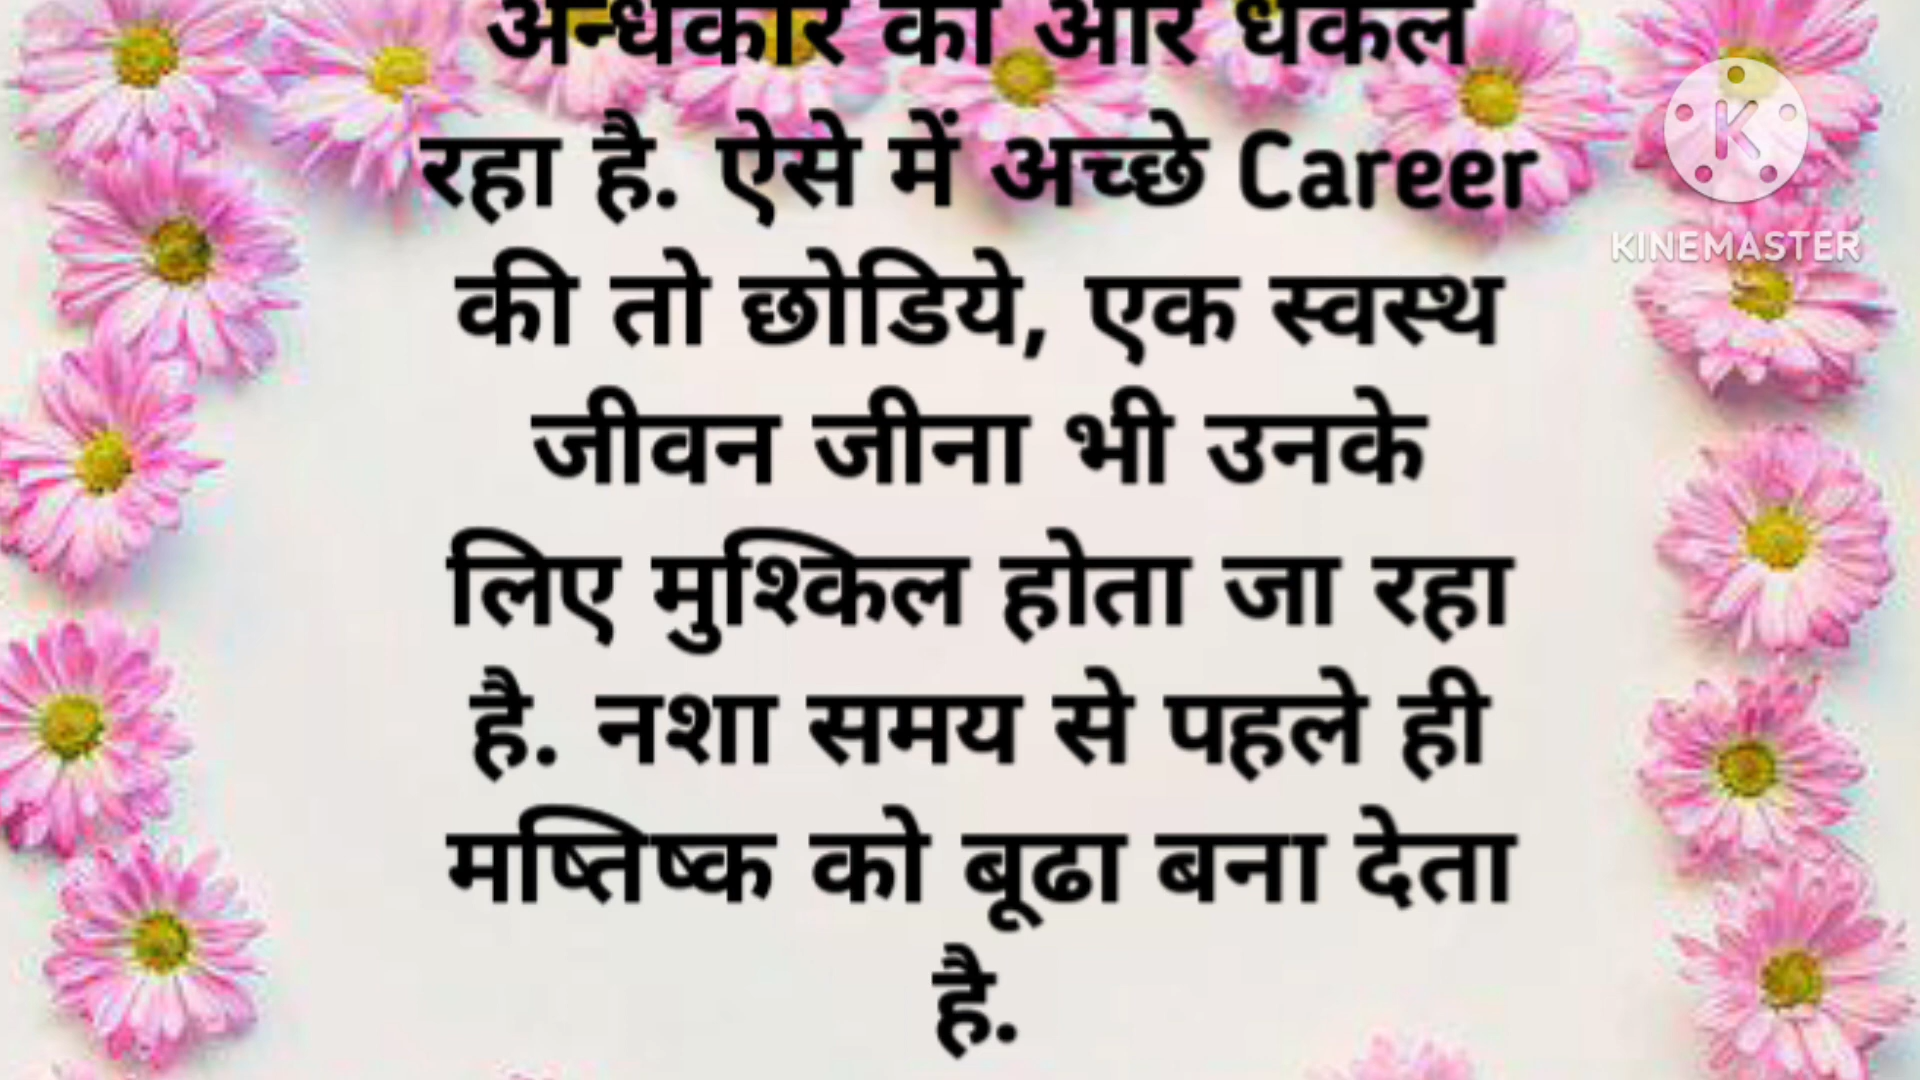 अन्धकार की ओर धकेल
रहा है. ऐसे में अच्छे Career
की तो छोडिये, एक स्वस्थ
जीवन जीना भी उनके
लिए मुश्किल होता जा रहा
है. नशा समय से पहले ही
मष्तिष्क को बूढा बना देता
है.
K
KINEMASTER